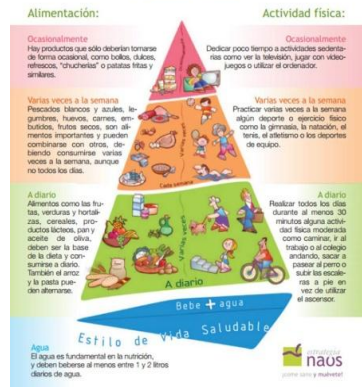 Alimentación:
Actividad física:
Ocasionalmente
Hay productos que sólo deberían tomarse
de forma ocasional, como bollos, dulces,
refrescos, "chucherías" o patatas fritas y
similares.
Ocasionalmente
Dedicar poco tiempo a actividades sedenta-
rias como ver la televisión, jugar con video-
juegos o utilizar el ordenador.
Varias veces a la semana
Pescados blancos y azules, le-
gumbres, huevos, carnes, em-
butidos, frutos secos, son ali-
mentos importantes y pueden
combinarse con otros, de-
biendo consumirse varias
veces a la semana, aunque
no todos los días.
Varias veces a la semana
Practicar varias veces a la semana
algún deporte o ejercicio físico
como la gimnasia, la natación, el
tenis, el atletismo o los deportes
de equipo.
Cada semana
A diario
Alimentos como las fru-
tas, verduras y hortali-
zas, cereales, pro-
ductos lácteos, pan y
aceite de oliva,
deben ser la base
de la dieta y con-
sumirse a diario.
También el arroz
y la pasta pue-
den alternarse.
A diario
Realizar todos los días
durante al menos 30
minutos alguna activi-
dad física moderada
como caminar, ir al
trabajo o al colegio
andando, sacar a
pasear al perro o
subir las escale-
ras a pie en
vez de utilizar
el ascensor.
Varias veces
A diario
Bebe + agua
Estilo de Vida Saludable
Agua
El agua es fundamental en la nutrición,
y deben beberse al menos entre 1 y 2 litros
diarios de agua.
estrategia
naos
¡come sano y muévete!